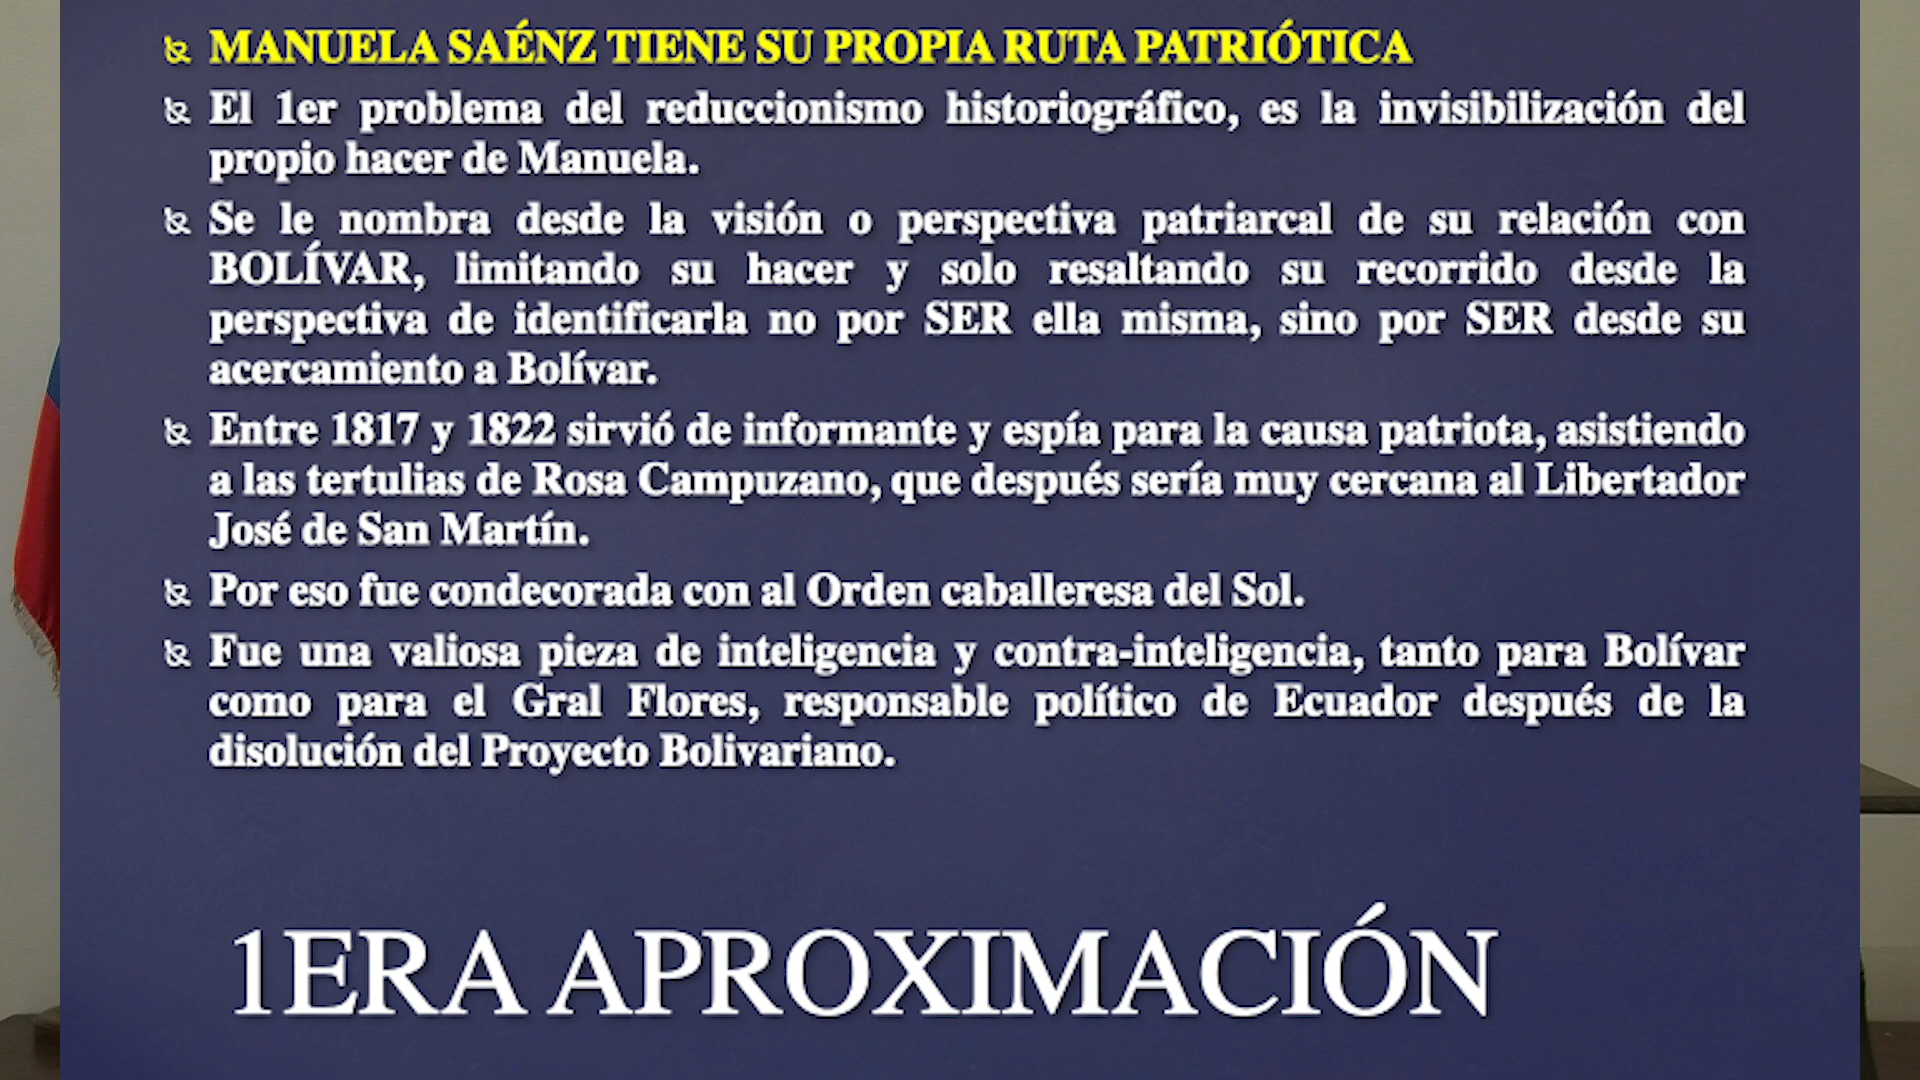 MANUELA SAÉNZ TIENE SU PROPIA RUTA PATRIÓTICA
El 1er problema del reduccionismo historiográfico, es la invisibilización del
propio hacer de Manuela.
Se le nombra desde la visión o perspectiva patriarcal de su relación con
BOLÍVAR, limitando su hacer y solo resaltando su recorrido desde la
perspectiva de identificarla no por SER ella misma, sino por SER desde su
acercamiento a Bolívar.
Entre 1817 y 1822 sirvió de informante y espía para la causa patriota, asistiendo
a las tertulias de Rosa Campuzano, que después sería muy cercana al Libertador
José de San Martín.
Por eso fue condecorada con al Orden caballeresa del Sol.
Fue una valiosa pieza de inteligencia y contra-inteligencia, tanto para Bolívar
como para el Gral Flores, responsable político de Ecuador después de la
disolución del Proyecto Bolivariano.
1ERA APROXIMACIÓN